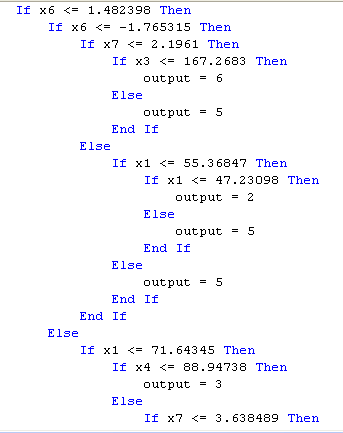 If x6 <= 1.482398 Then
    If x6 <= -1.765315 Then
        If x7 <= 2.1961 Then
            If x3 <= 167.2683 Then
                output = 6
            Else
                output = 5
            End If
        Else
            If x1 <= 55.36847 Then
                If x1 <= 47.23098 Then
                    output = 2
                Else
                    output = 5
                End If
            Else
                output = 5
            End If
        End If
    Else
        If x1 <= 71.64345 Then
            If x4 <= 88.94738 Then
                output = 3
            Else
                If x7 <= 3.638489 Then